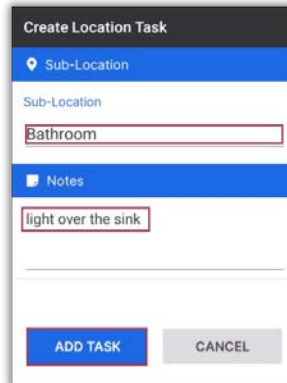 Create Location Task
Sub-Location
Sub-Location
Bathroom
Notes
light over the sink
ADD TASK
CANCEL